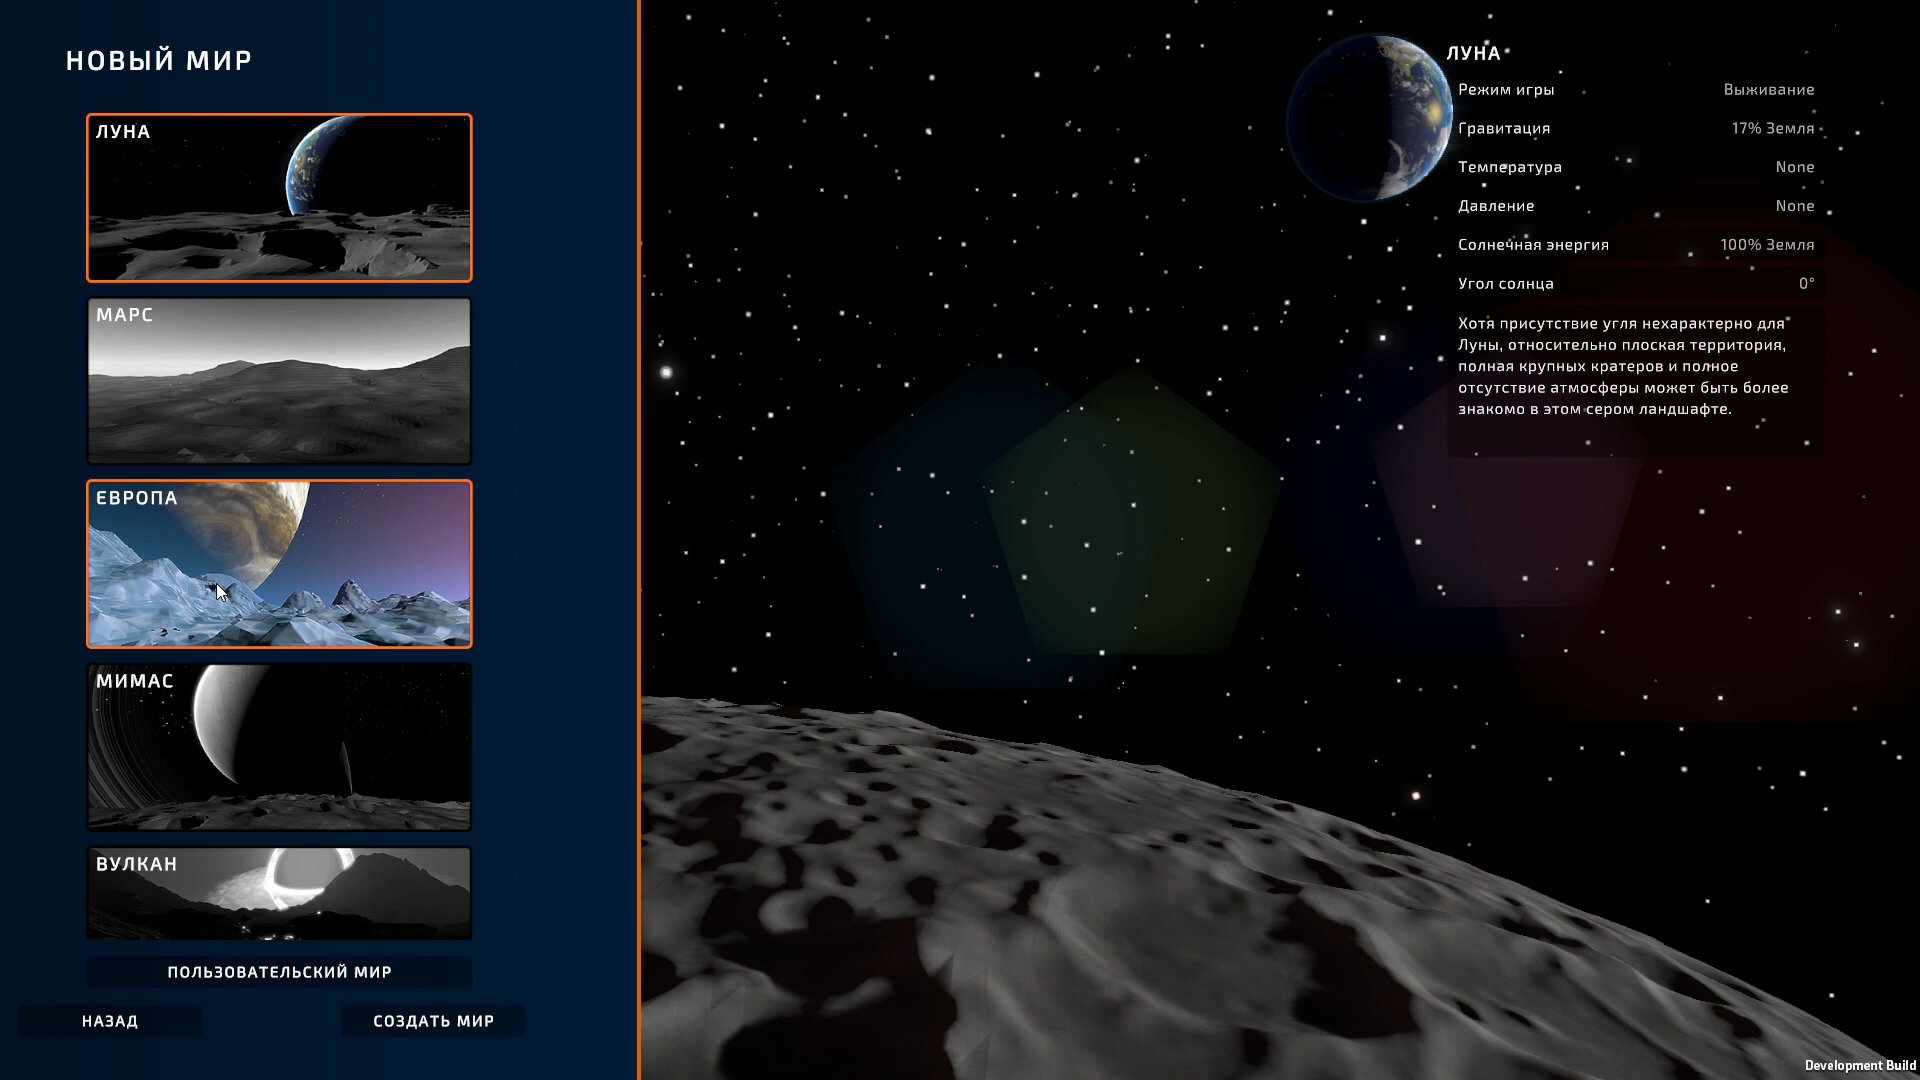 НОВЫЙ МИР
ЛУНА
МАРС
ЕВРОПА
МИМАС
ВУЛКАН
ПОЛЬЗОВАТЕЛЬСКИЙ МИР
НАЗАД
СОЗДАТЬ МИР
ЛУНА
Режим игры Выживание
Гравитация 17% Земля
Температура None
Давление None
Солнечная энергия 100% Земля
Угол солнца 0°
Хотя присутствие угля нехарактерно для
Луны, относительно плоская территория,
полная крупных кратеров и полное
отсутствие атмосферы может быть более
знакомо в этом сером ландшафте.
Development Build